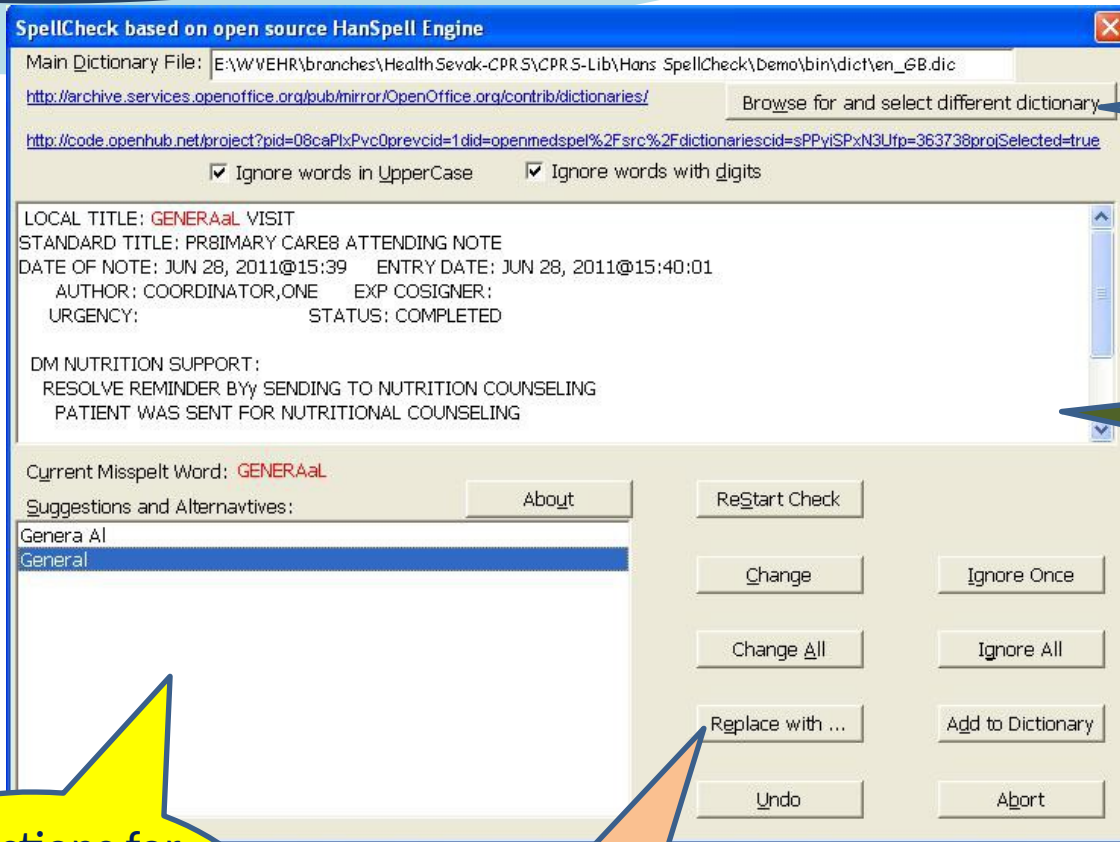 SpellCheck based on open source HanSpell Engine
Main Dictionary File: E:\WVEHR\branches\HealthSevak-CPRS\CPRS-Lib\Hans SpellCheck\Demo\bin\dict\en_GB.dic
http://archive.services.openoffice.org/pub/mirror/OpenOffice.org/contrib/dictionaries/
Browse for and select different dictionary
http://code.openhub.net/project?pid=08caPlxPvc0prevcid=1did=openmedspel%2Fsrc%2Fdictionariescid=sPPyiSPxN3Ufp=363738projSelected=true
Ignore words in UpperCase Ignore words with digits
LOCAL TITLE: GENERAaL VISIT
STANDARD TITLE: PR8IMARY CARE8 ATTENDING NOTE
DATE OF NOTE: JUN 28, 2011@15:39 ENTRY DATE: JUN 28, 2011@15:40:01
AUTHOR: COORDINATOR,ONE EXP COSIGNER:
URGENCY: STATUS: COMPLETED
DM NUTRITION SUPPORT:
RESOLVE REMINDER BYy SENDING TO NUTRITION COUNSELING
PATIENT WAS SENT FOR NUTRITIONAL COUNSELING
Current Misspelt Word: GENERAaL
Suggestions and Alternavtives:
About
ReStart Check
Genera Al
General
Change
Ignore Once
Change All
Ignore All
Replace with ...
Add to Dictionary
Undo
Abort